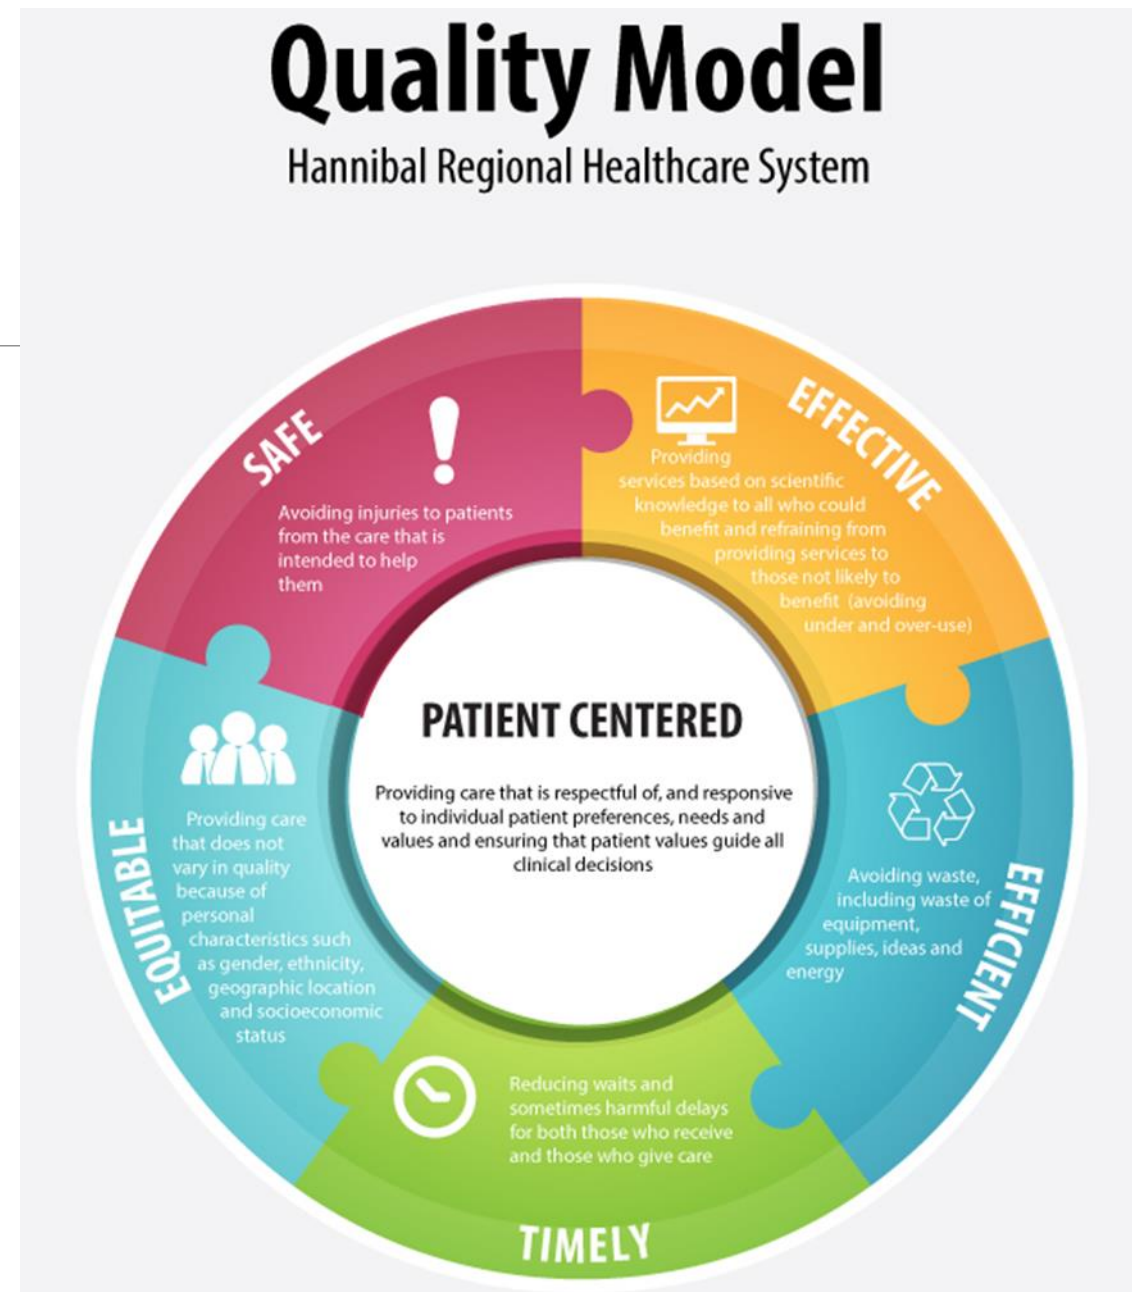 Quality Model
Hannibal Regional Healthcare System
SAFE
Avoiding injuries to patients
from the care that is
intended to help
them
EFFECTIVE
Providing
services based on scientific
knowledge to all who could
benefit and refraining from
providing services to
those not likely to
benefit (avoiding
under and over-use)
PATIENT CENTERED
Providing care that is respectful of, and responsive
to individual patient preferences, needs and
values and ensuring that patient values guide all
clinical decisions
EFFICIENT
Avoiding waste,
including waste of
equipment,
supplies, ideas and
energy
EQUITABLE
Providing care
that does not
vary in quality
because of
personal
characteristics such
as gender, ethnicity,
geographic location
and socioeconomic
status
Reducing waits and
sometimes harmful delays
for both those who receive
and those who give care
TIMELY